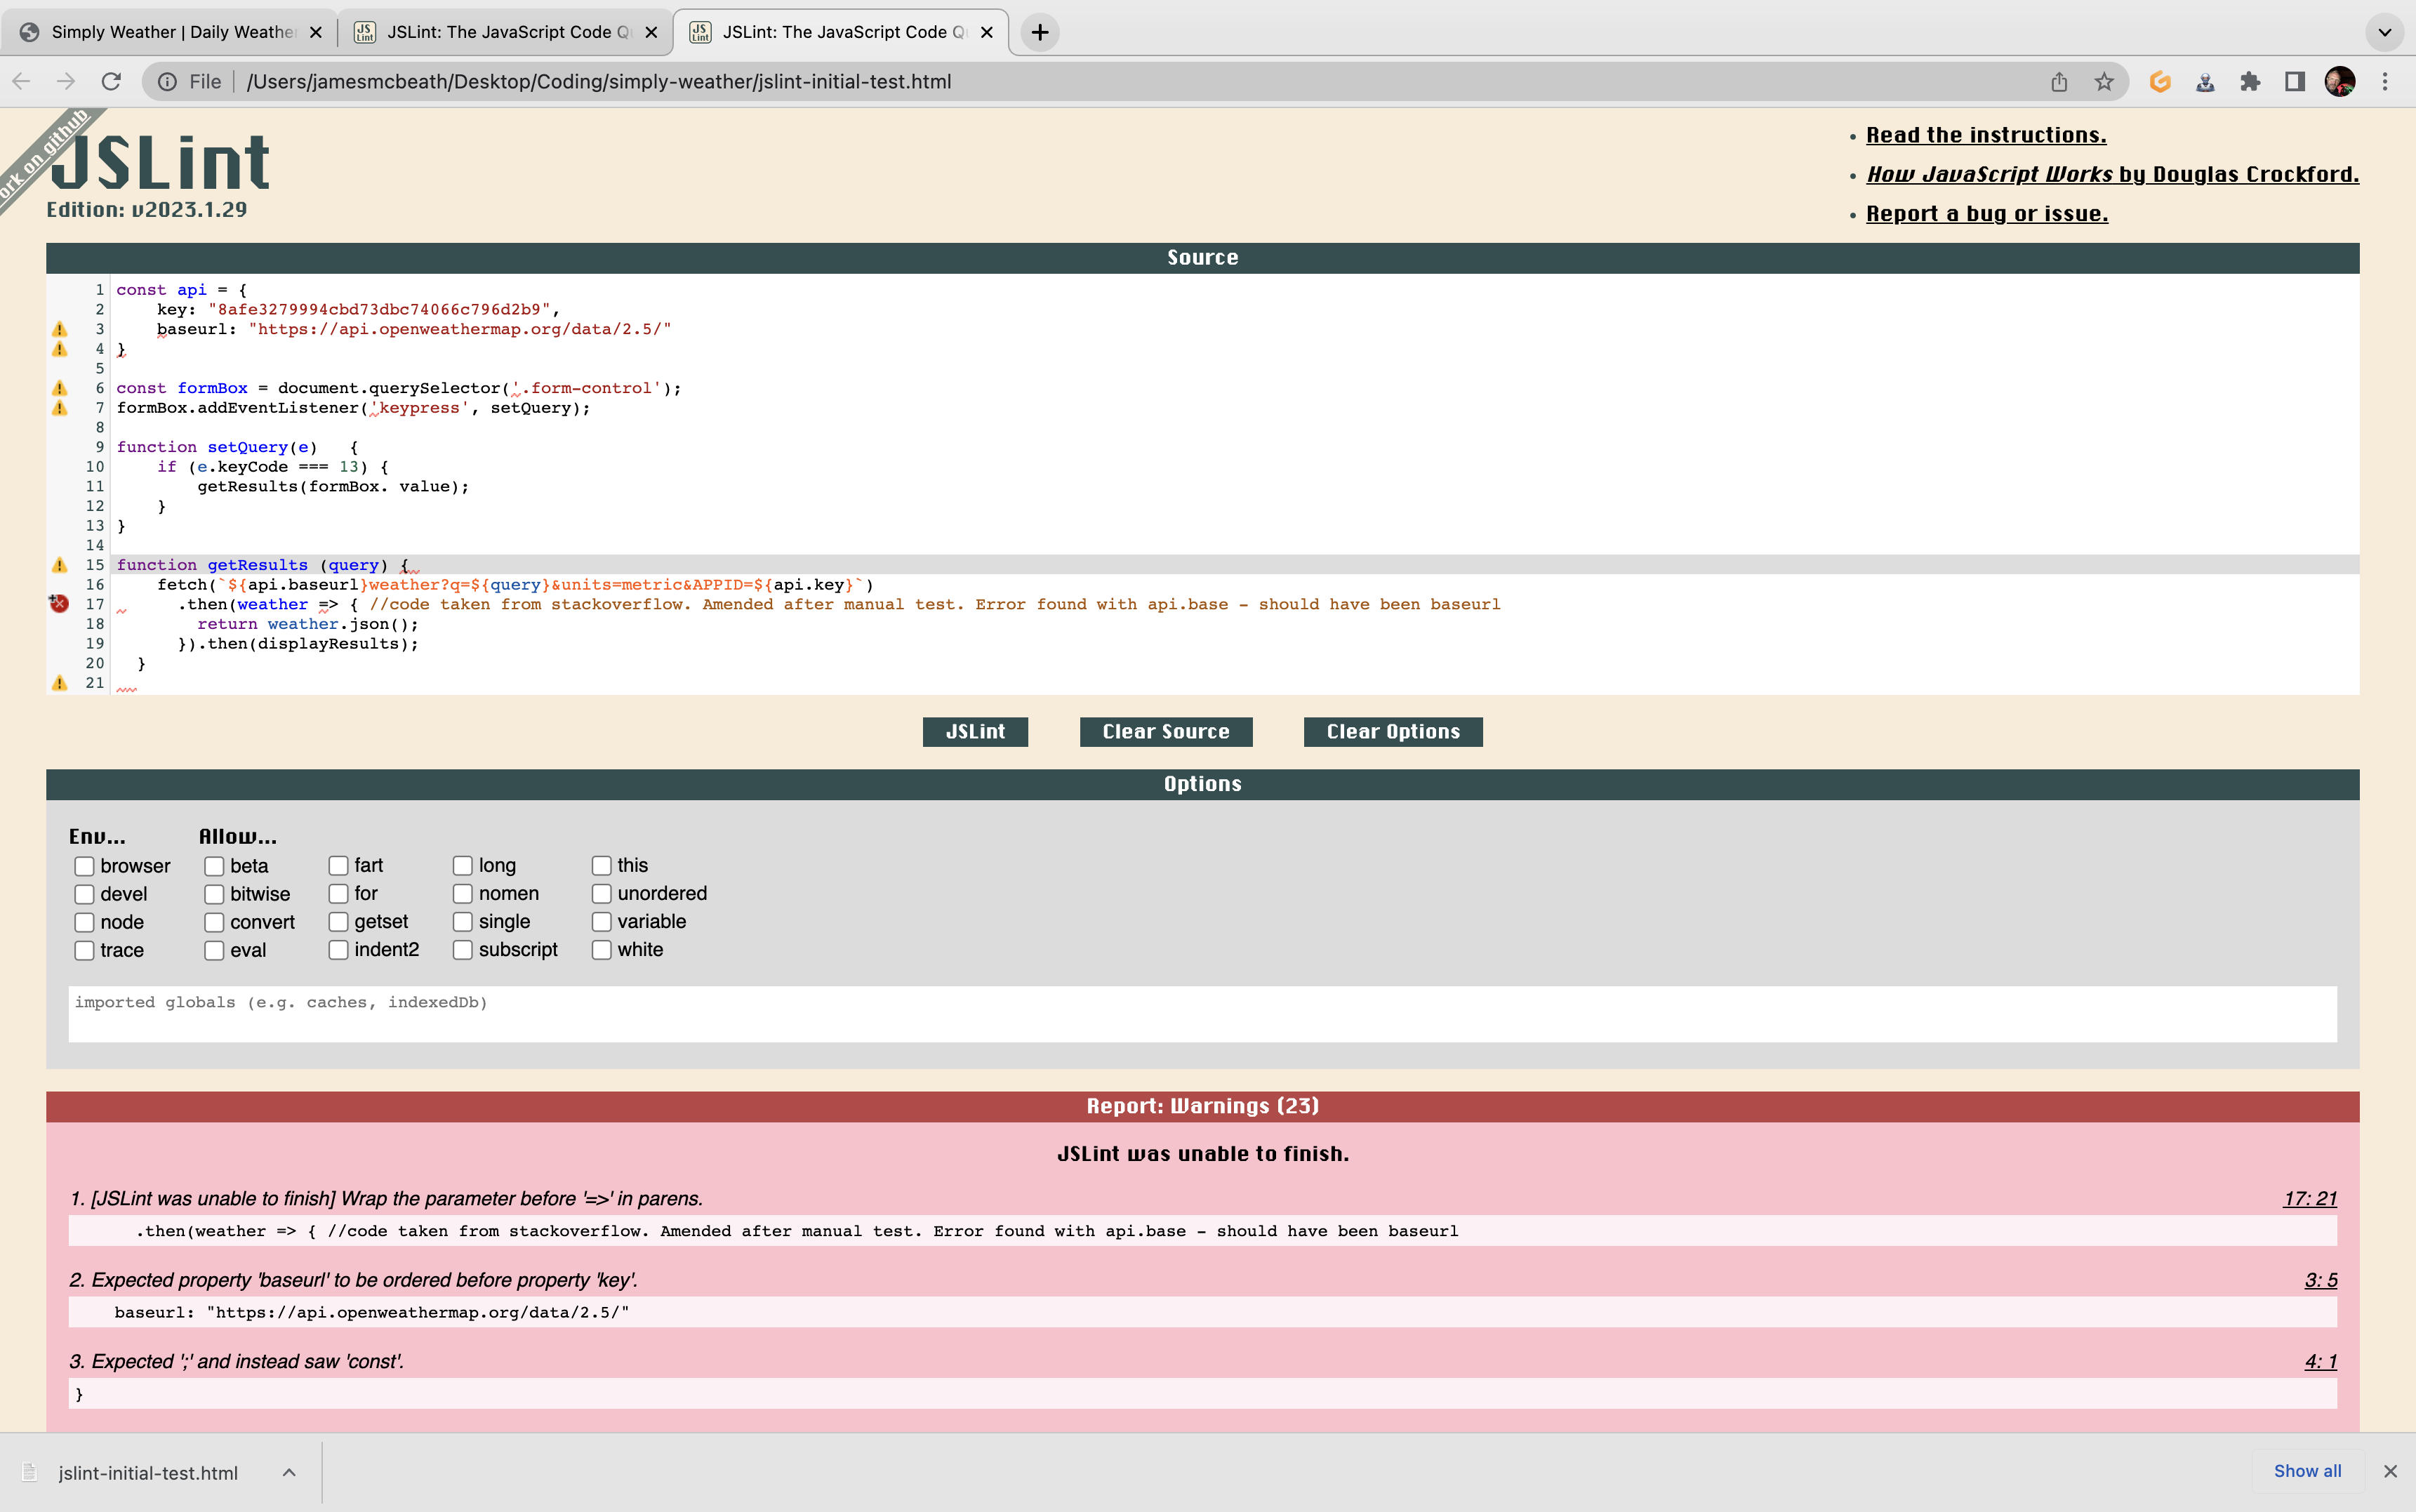 Simply Weather | Daily Weathe
JSLint: The JavaScript Code Q
JSLint: The JavaScript Code Q
File
/Users/jamesmcbeath/Desktop/Coding/simply-weather/jslint-initial-test.html
ork on github
JSLint
Edition: v2023.1.29
• Read the instructions.
• How JavaScript Works by Douglas Crockford.
• Report a bug or issue.
Source
1 const api = {
2 key: "8afe3279994cbd73dbc74066c796d2b9",
3 baseurl: "https://api.openweathermap.org/data/2.5/"
4 }
5
6 const formBox = document.querySelector('.form-control');
7 formBox.addEventListener('keypress', setQuery);
8
9 function setQuery(e)   {
10 if (e.keyCode === 13) {
11 getResults(formBox. value);
12 }
13 }
14
15 function getResults (query) {
16 fetch(`${api.baseurl}weather?q=${query}&units=metric&APPID=${api.key}`)
17 .then(weather => { //code taken from stackoverflow. Amended after manual test. Error found with api.base - should have been baseurl
18 return weather.json();
19 }).then(displayResults);
20 }
21
JSLint Clear Source Clear Options
Options
Env... Allow...
browser beta fart long this
devel bitwise for nomen unordered
node convert getset single variable
trace eval indent2 subscript white
imported globals (e.g. caches, indexedDb)
Report: Warnings (23)
JSLint was unable to finish.
1. [JSLint was unable to finish] Wrap the parameter before '=>' in parens. 17: 21
.then(weather => { //code taken from stackoverflow. Amended after manual test. Error found with api.base - should have been baseurl
2. Expected property 'baseurl' to be ordered before property 'key'. 3: 5
baseurl: "https://api.openweathermap.org/data/2.5/"
3. Expected ';' and instead saw 'const'. 4: 1
}
jslint-initial-test.html
Show all